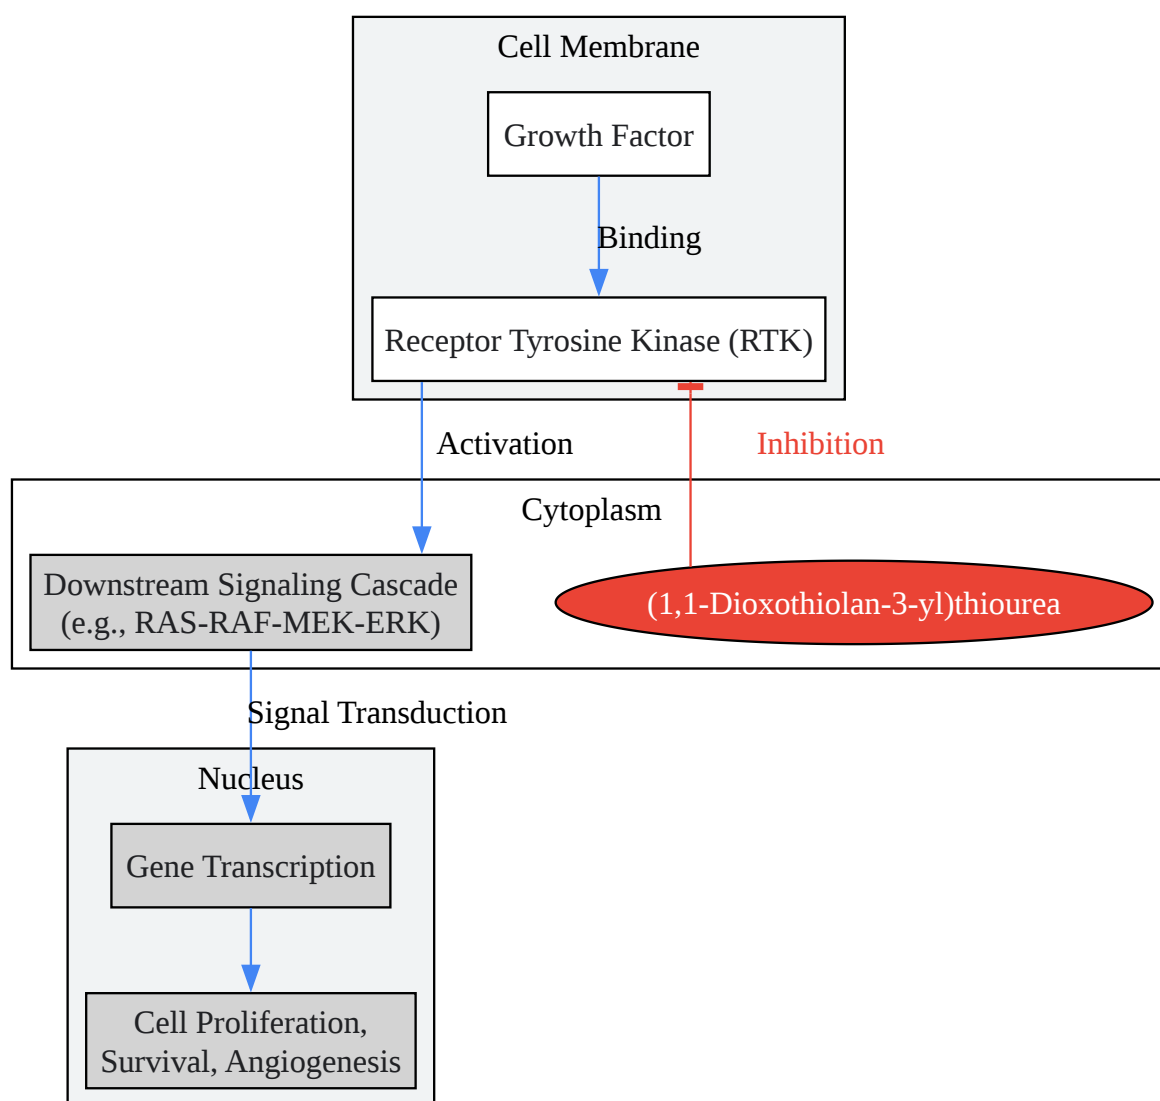 Cell Membrane
Growth Factor
Binding
Receptor Tyrosine Kinase (RTK)
Activation
Inhibition
Cytoplasm
Downstream Signaling Cascade
(e.g., RAS-RAF-MEK-ERK)
(1,1-Dioxothiolan-3-yl)thiourea
Signal Transduction
Nucleus
Gene Transcription
Cell Proliferation,
Survival, Angiogenesis